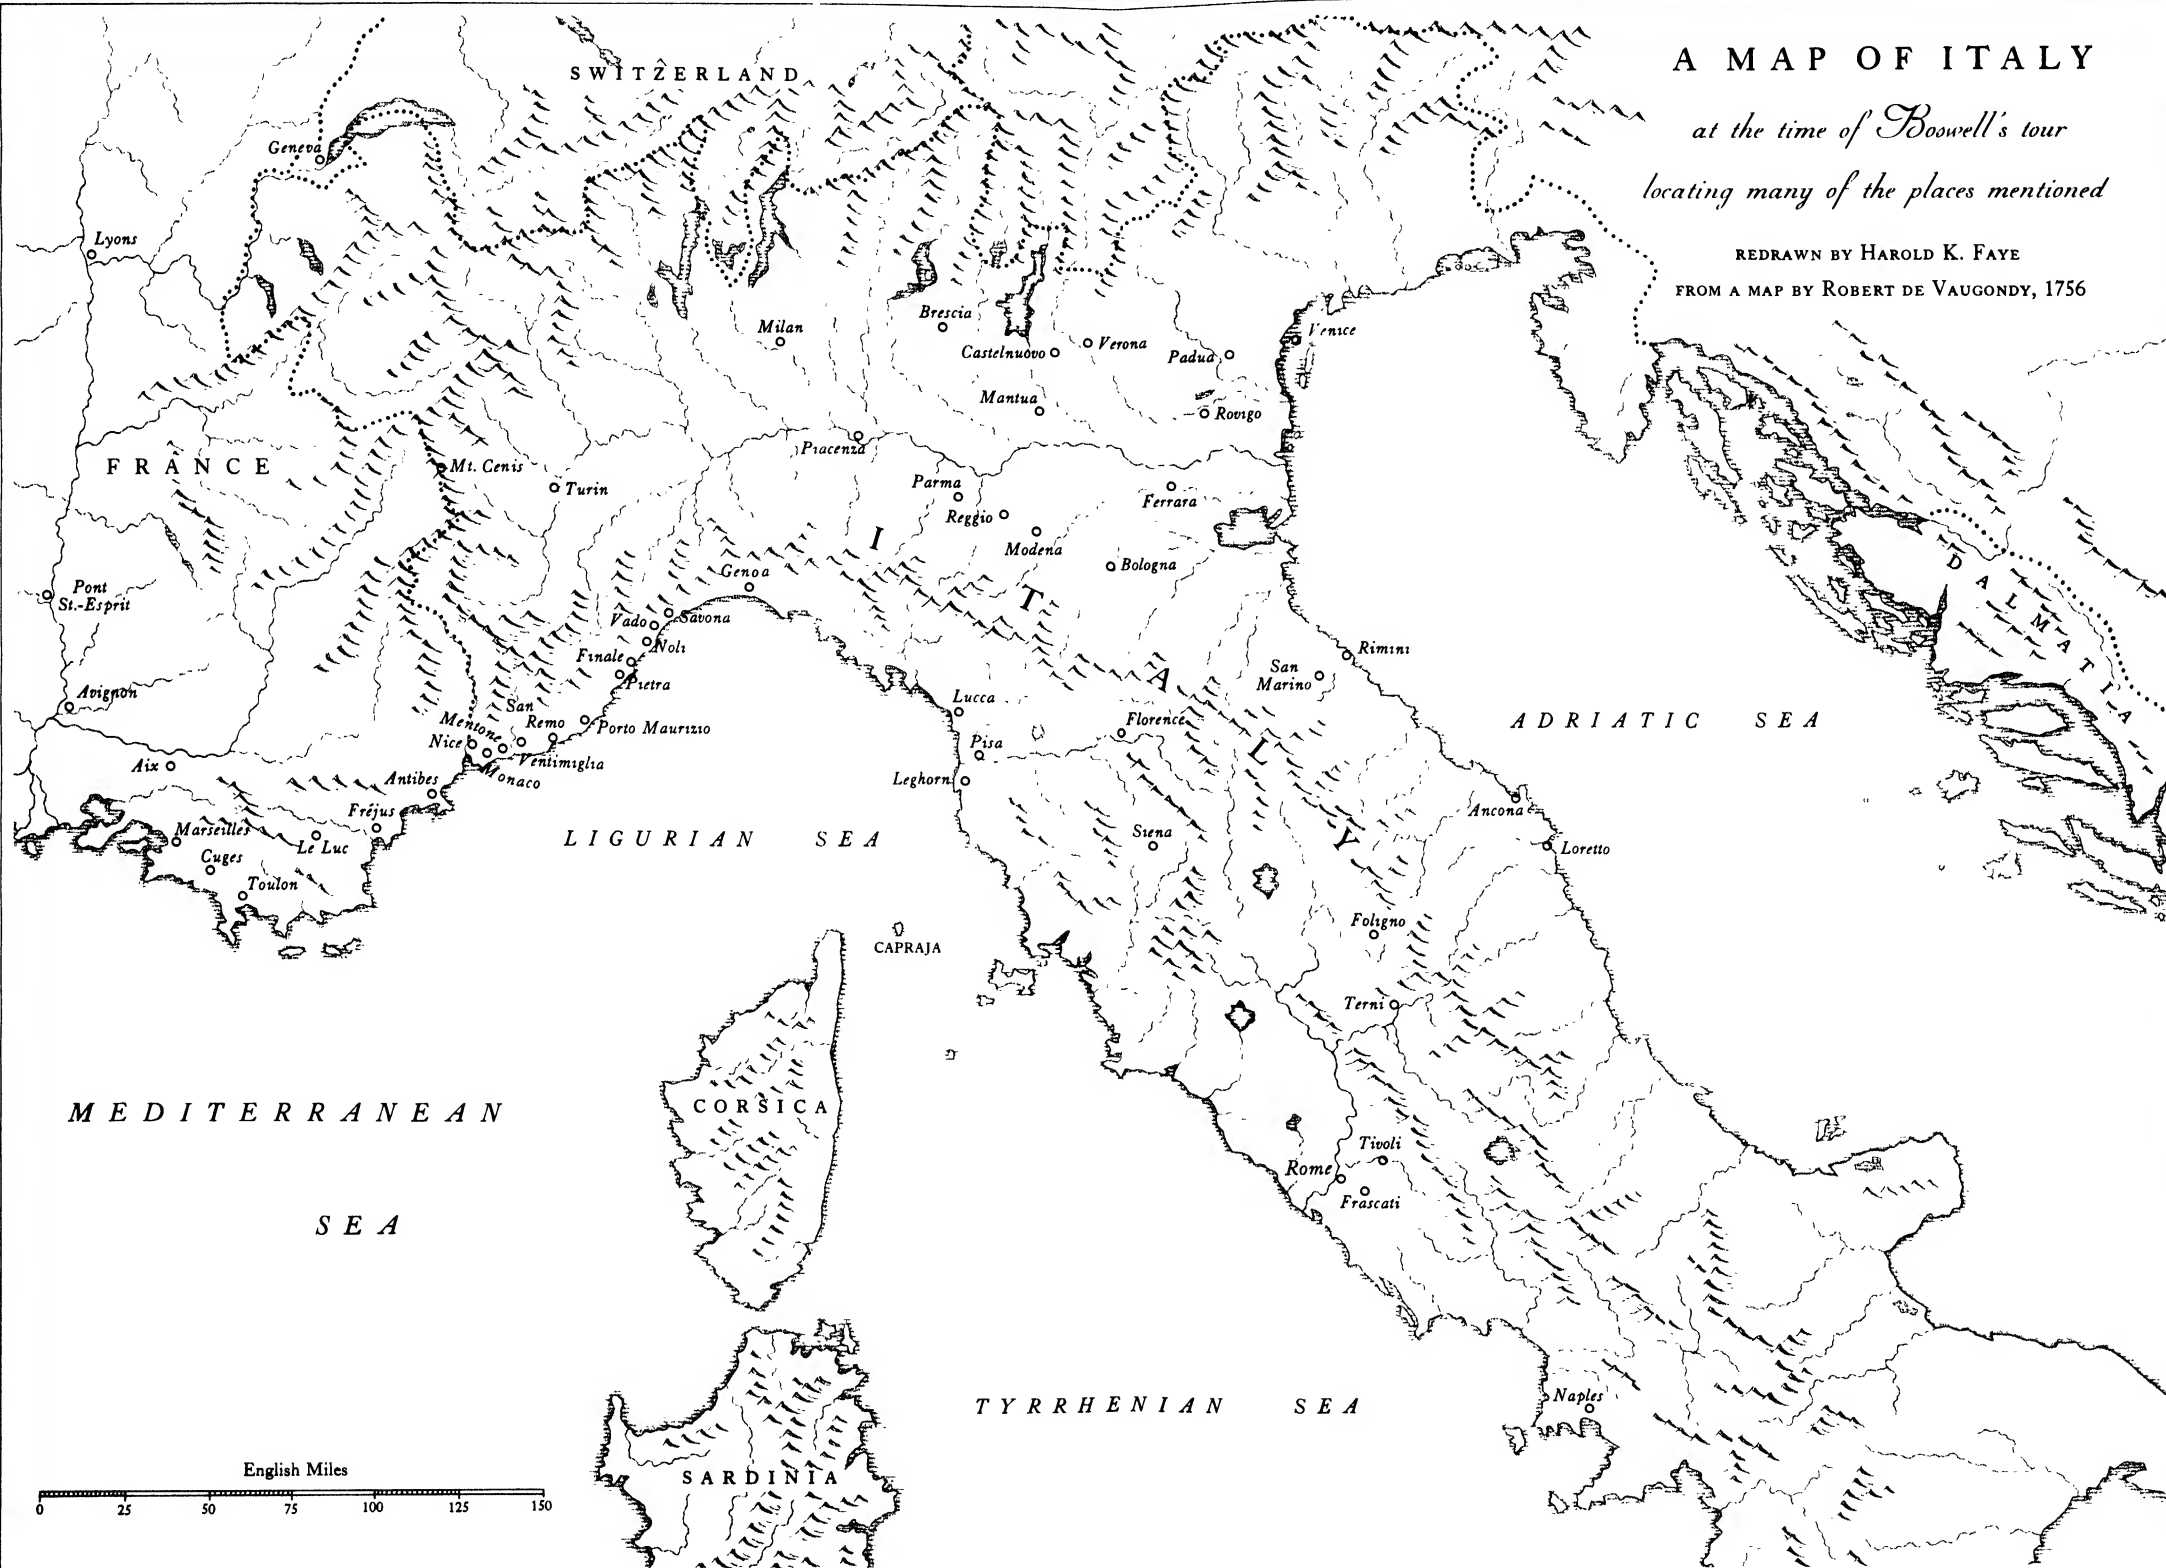 A MAP OF ITALY
at the time of Boswell's tour
locating many of the places mentioned
REDRAWN BY HAROLD K. FAYE
FROM A MAP BY ROBERT DE VAUGONDY, 1756
SWITZERLAND
Geneva
Lyons
Milan
Brescia
Castelnuovo
Verona
Padua
Venice
Mantua
Rovigo
FRANCE
Mt. Cenis
Turin
Piacenza
Parma
Reggio
Modena
Ferrara
Bologna
ITALY
DALMATIA
Pont
St.-Esprit
Genoa
Vado
Savona
Noli
Finale
Pietra
Avignon
San
Remo
Mentone
Porto Maurizio
Nice
Ventimiglia
Monaco
Aix
Antibes
Fréjus
Marseilles
Le Luc
Cuges
Toulon
Lucca
Florence
Pisa
Leghorn
San
Marino
Rimini
ADRIATIC SEA
Ancona
Loretto
LIGURIAN SEA
Siena
Foligno
CAPRAJA
Terni
MEDITERRANEAN
SEA
CORSICA
Tivoli
Rome
Frascati
TYRRHENIAN SEA
Naples
SARDINIA
English Miles
0 25 50 75 100 125 150